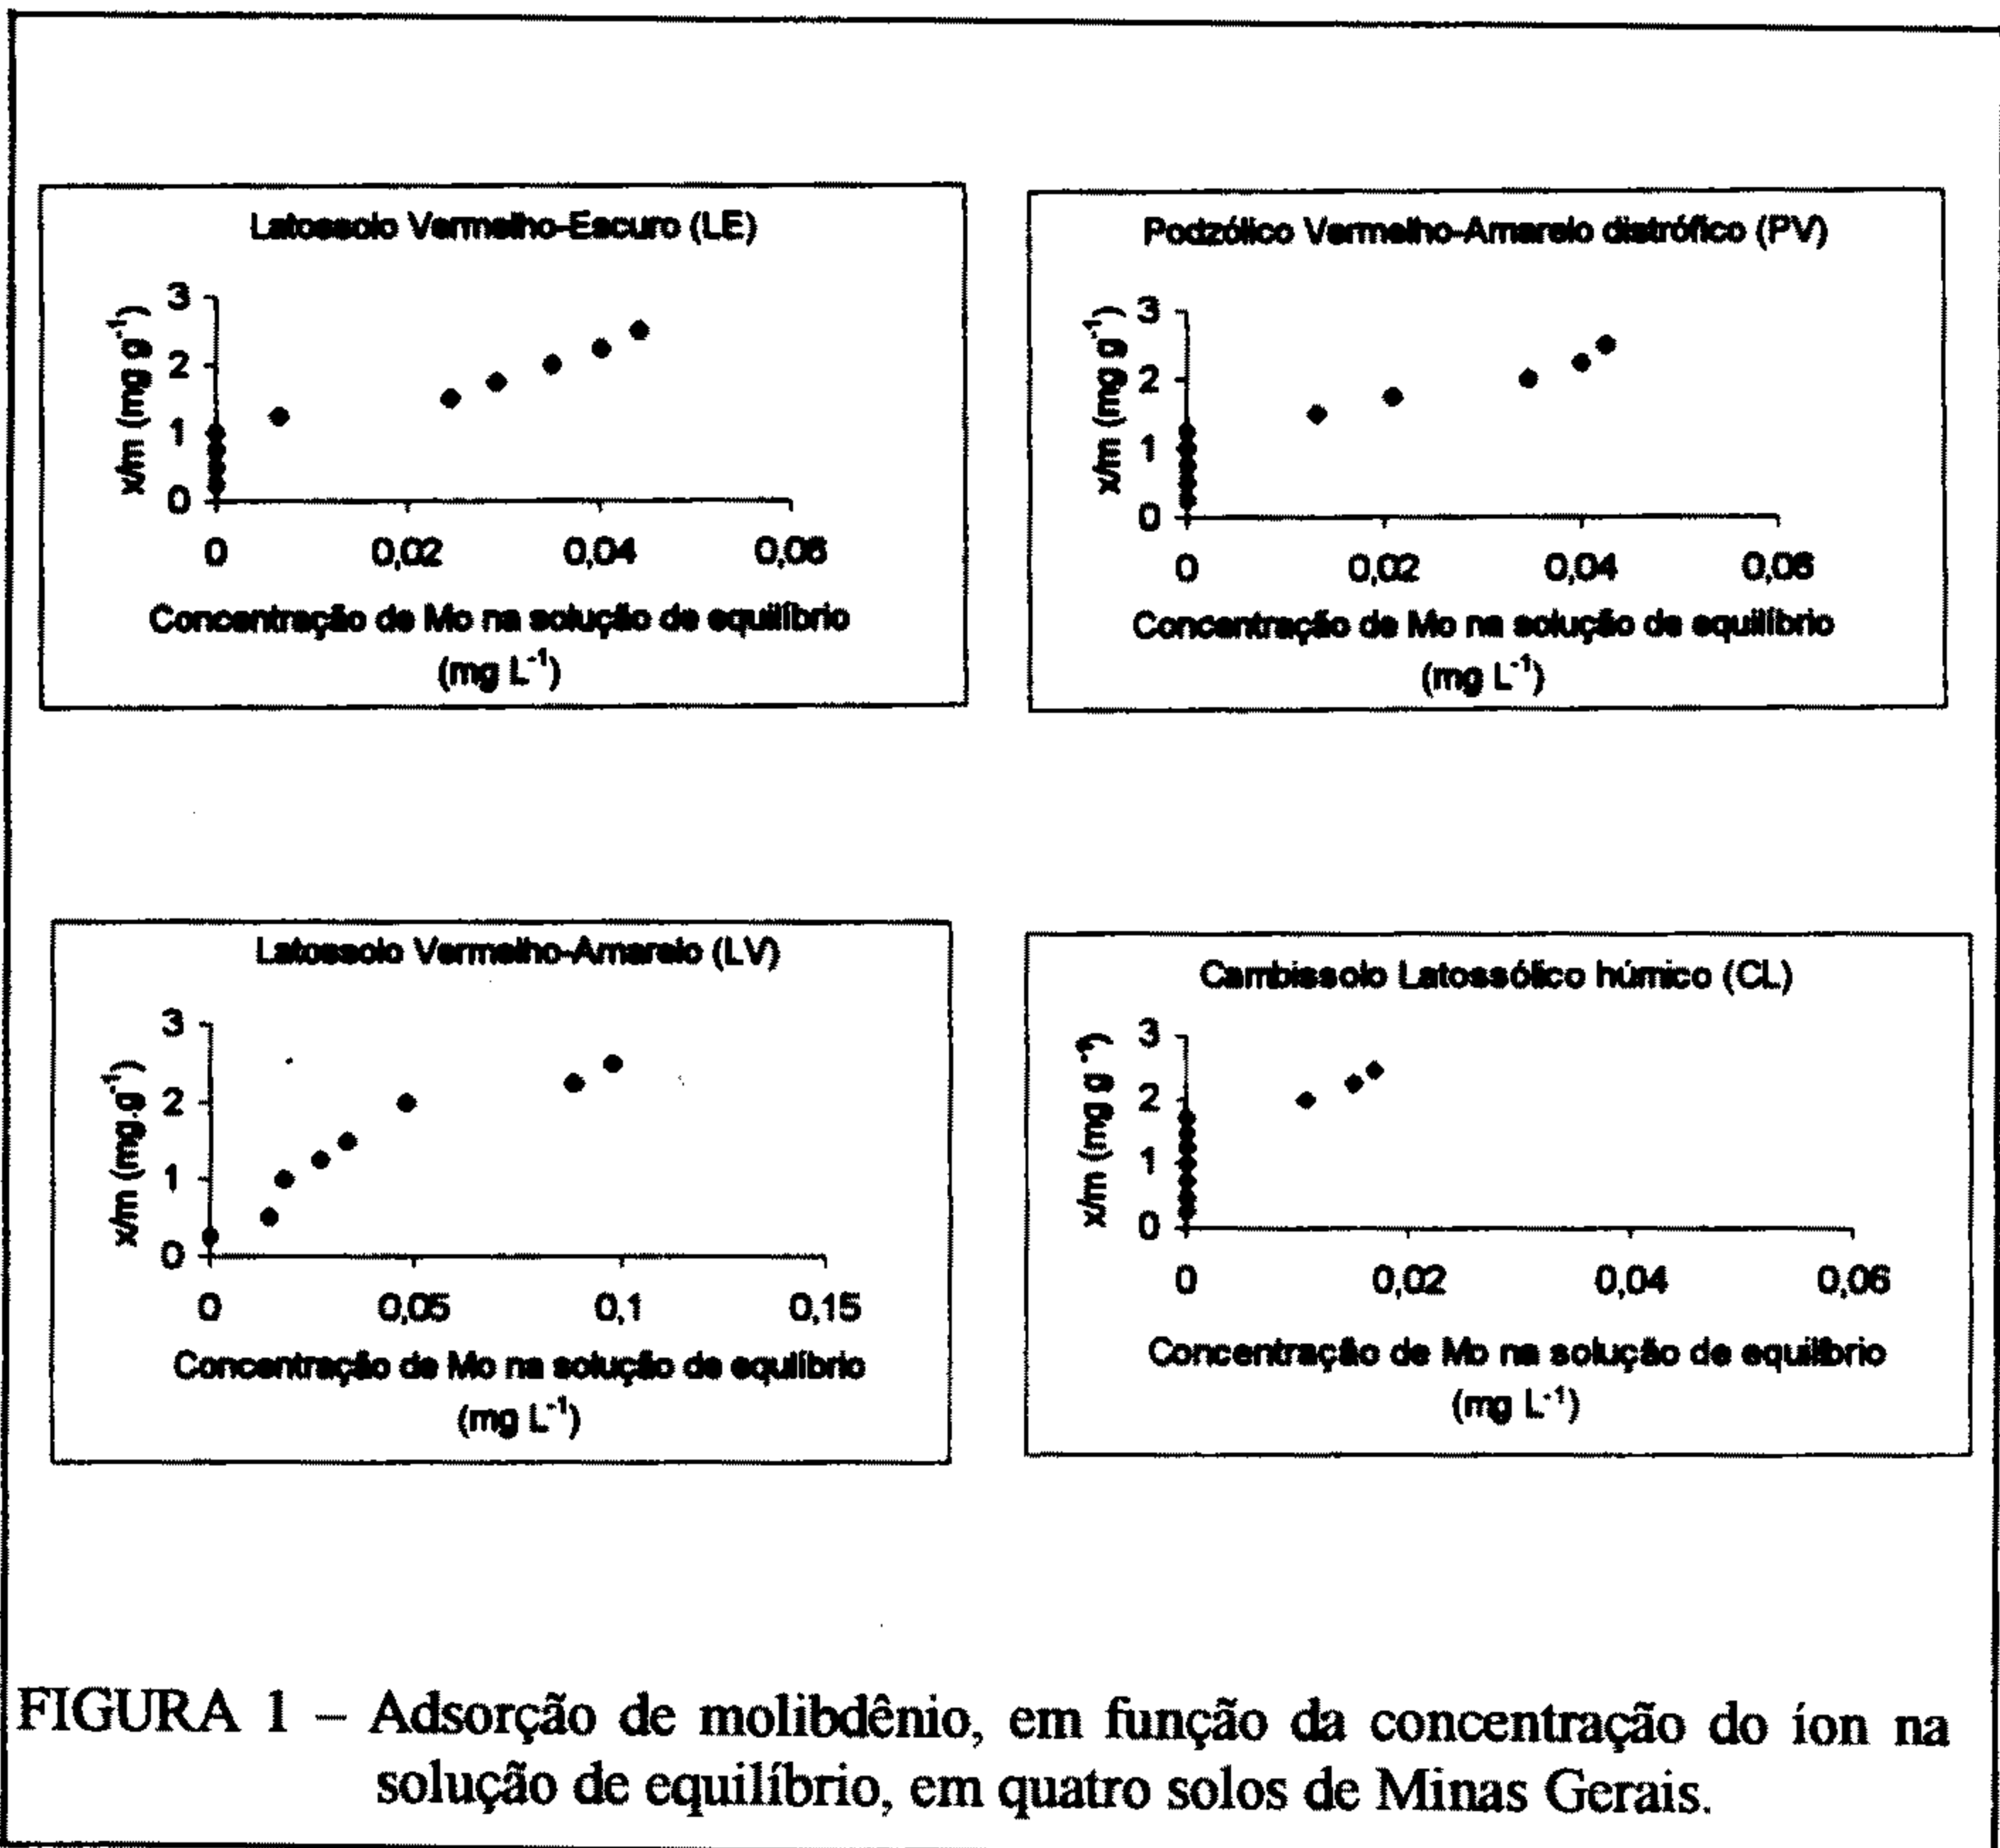 Latossolo Vermelho-Escuro (LE)
x/m (mg g-1)
3
2
1
0
0 0,02 0,04 0,06
Concentração de Mo na solução de equilíbrio
(mg L-1)
Podzólico Vermelho-Amarelo distrófico (PV)
x/m (mg g-1)
3
2
1
0
0 0,02 0,04 0,06
Concentração de Mo na solução de equilíbrio
(mg L-1)
Latossolo Vermelho-Amarelo (LV)
x/m (mg.g-1)
3
2
1
0
0 0,05 0,1 0,15
Concentração de Mo na solução de equlíbrio
(mg L-1)
Cambissolo Latossólico húmico (CL)
x/m (mg g -1)
3
2
1
0
0 0,02 0,04 0,06
Concentração de Mo na solução de equilíbrio
(mg L-1)
FIGURA 1 – Adsorção de molibdênio, em função da concentração do íon na
solução de equilíbrio, em quatro solos de Minas Gerais.